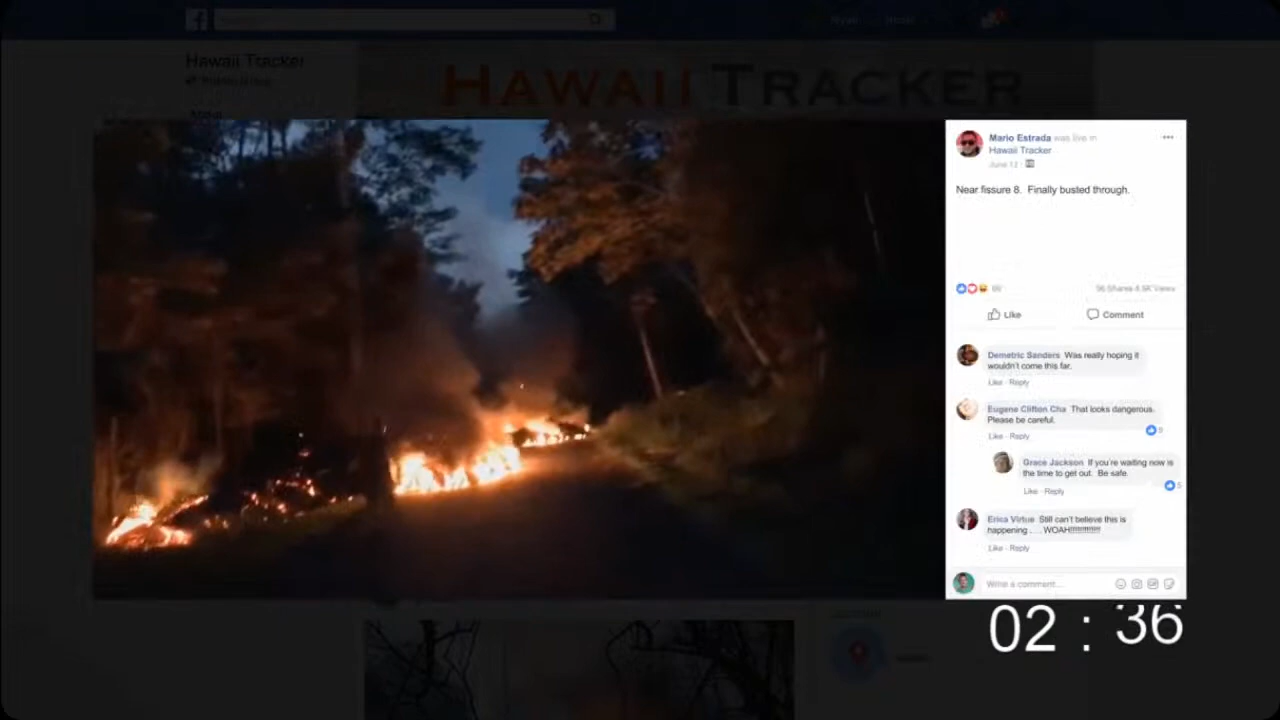 Hawaii Tracker
HAWAII TRACKER
Mario Estrada was live in
Hawaii Tracker
June 12 ·
Near fissure 8. Finally busted through.
Like
Comment
Demetric Sanders Was really hoping it
wouldn't come this far.
Like · Reply
Eugene Clifton Cha That looks dangerous.
Please be careful.
Like · Reply
Grace Jackson If you're waiting now is
the time to get out. Be safe.
Like · Reply
5
Erica Virtue Still can't believe this is
happening . . . WOAH!!!!!!!!!!!!!
Like · Reply
Write a comment...
02 : 36